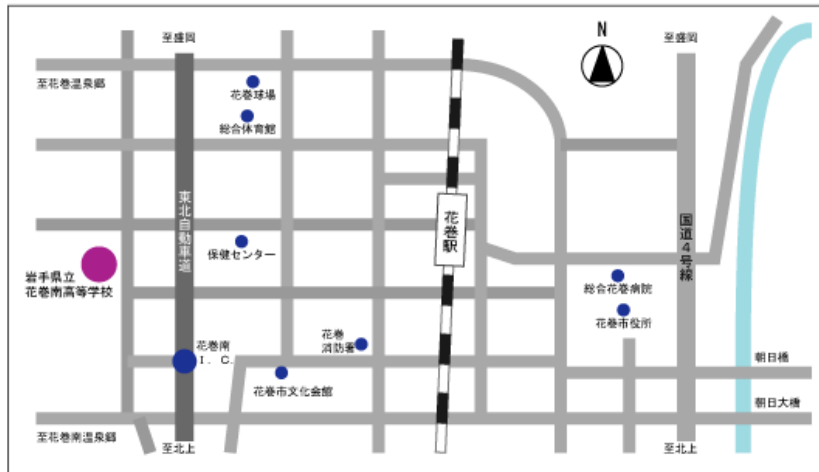 至盛岡
N
至盛岡
至花巻温泉郷
花巻球場
総合体育館
東北自動車道
花巻駅
国道4号線
保健センター
岩手県立
花巻南高等学校
総合花巻病院
花巻市役所
花巻
消防署
花巻南
I．C．
花巻市文化会館
朝日橋
朝日大橋
至花巻南温泉郷
至北上
至北上